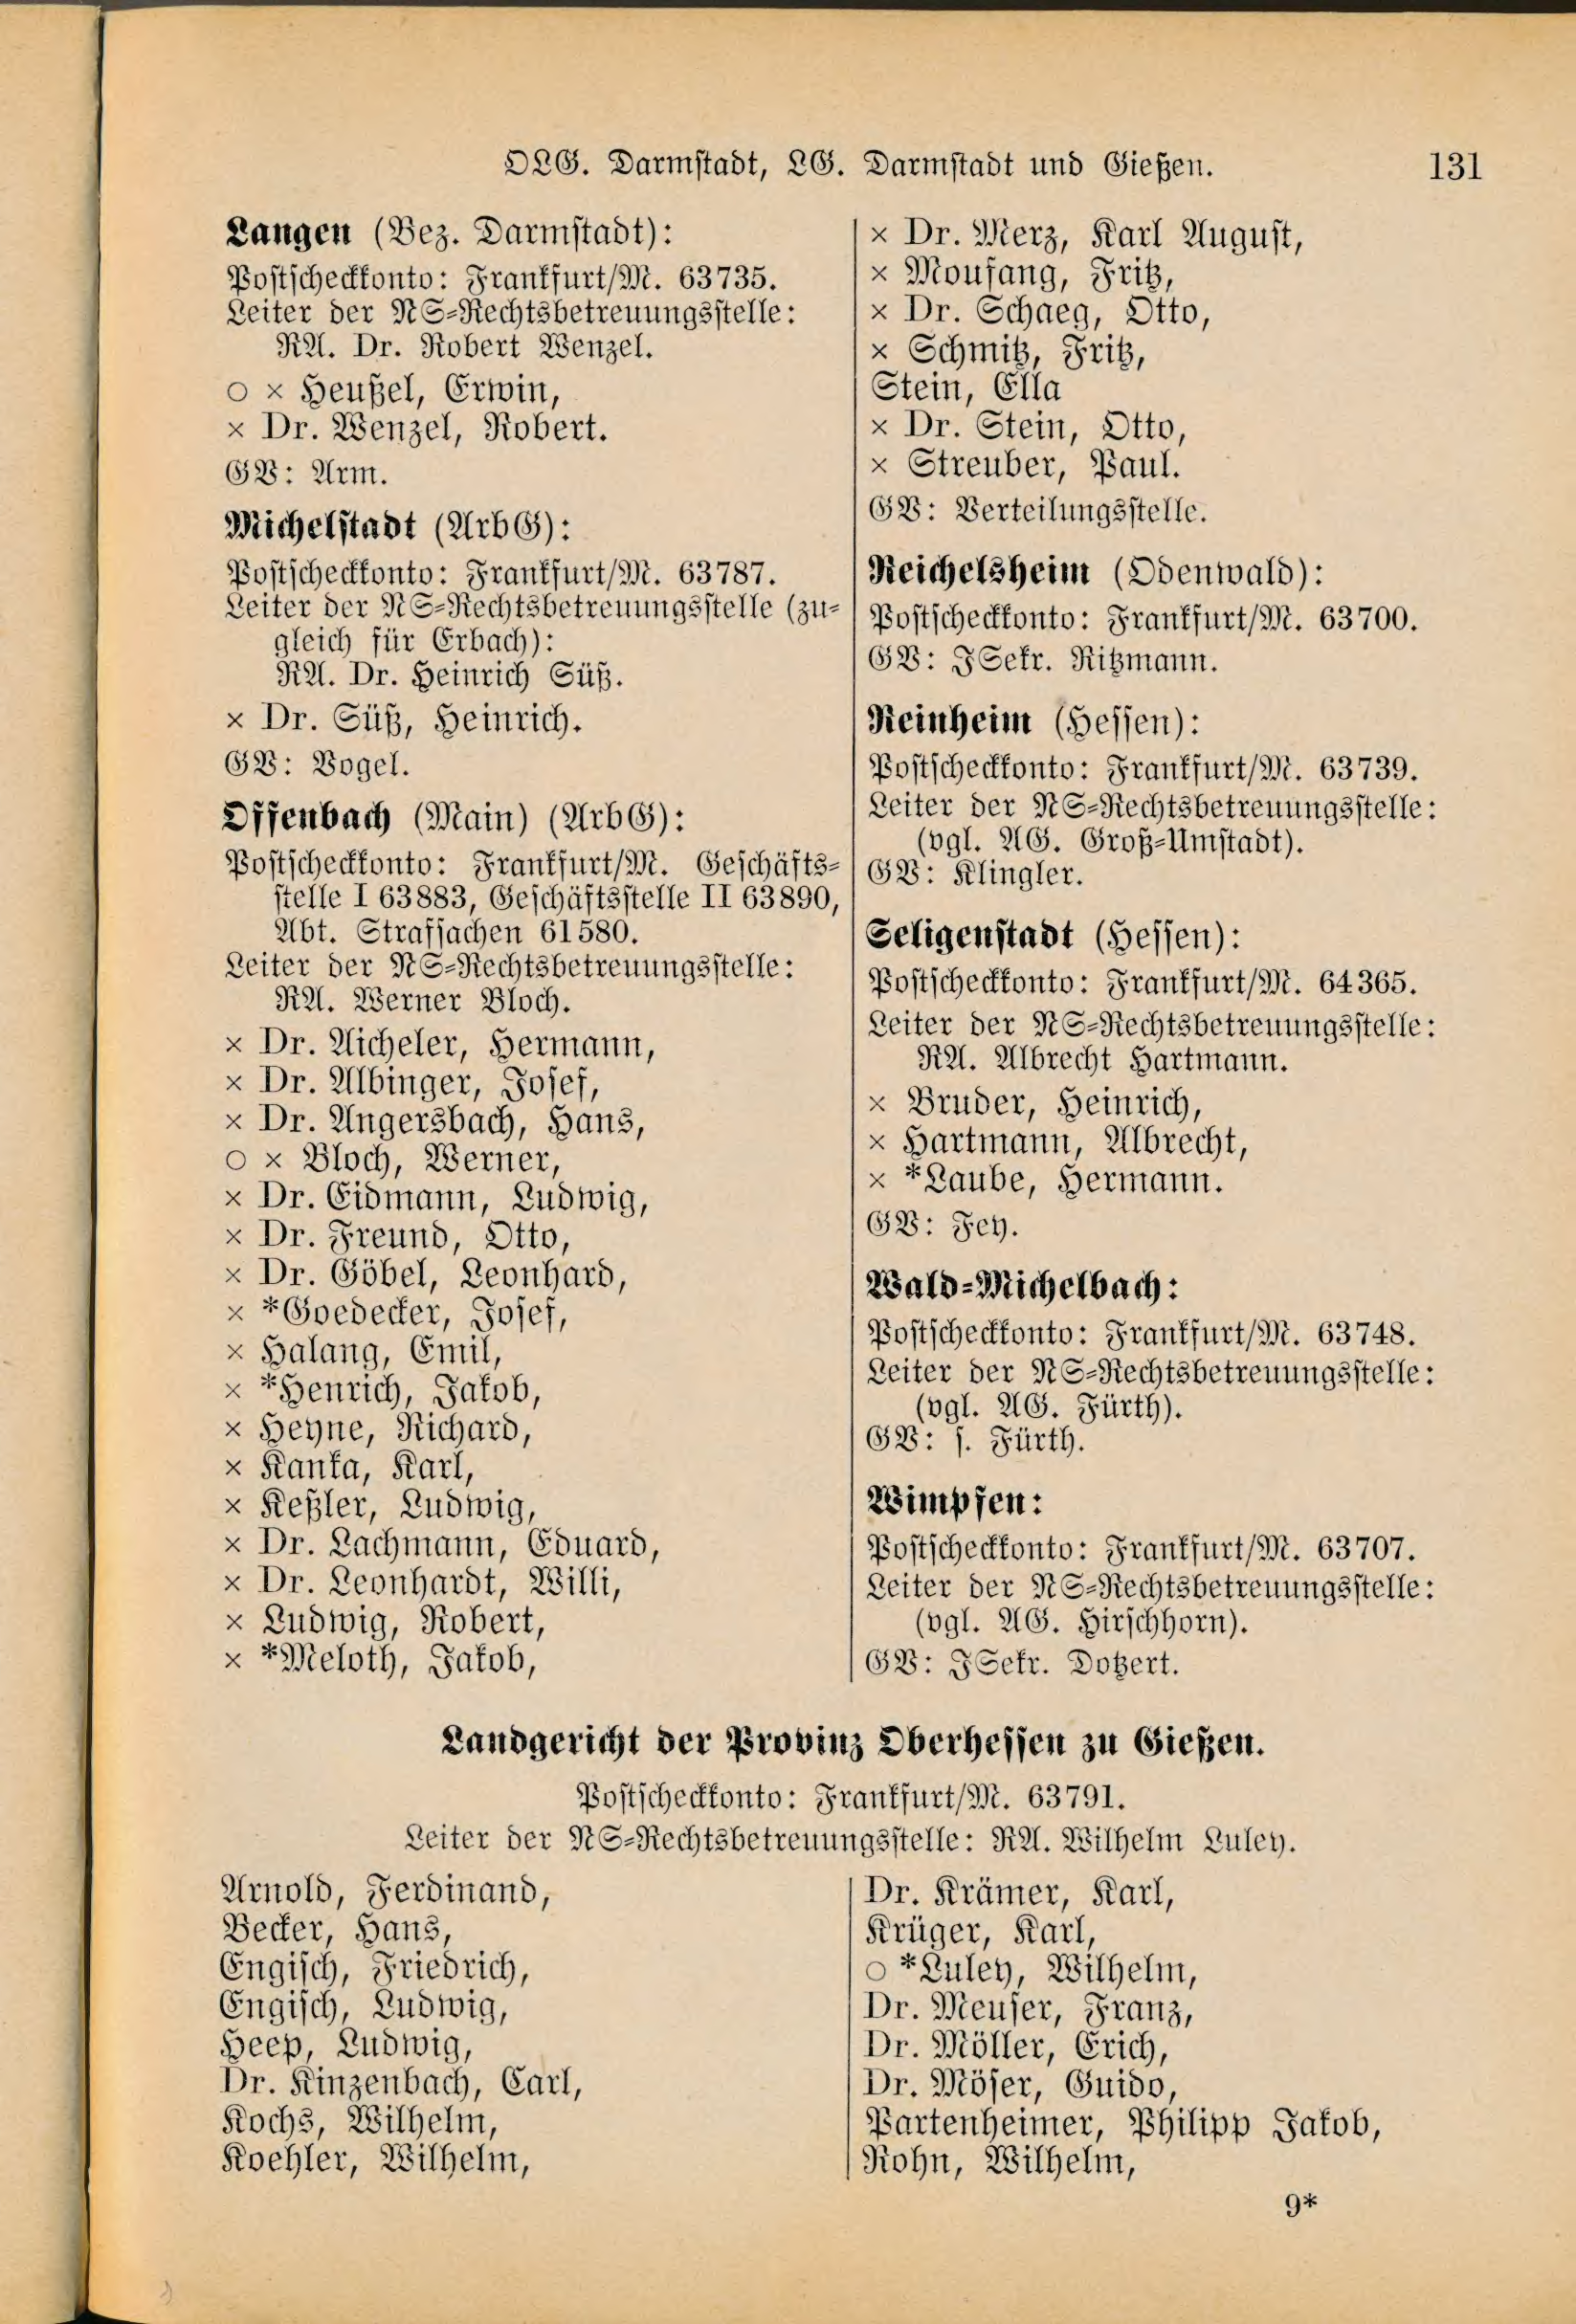 OLG. Darmstadt, LG. Darmstadt und Gießen.
131
Langen (Bez. Darmstadt):
Postscheckkonto: Frankfurt/M. 63735.
Leiter der NS-Rechtsbetreuungsstelle:
RA. Dr. Robert Wenzel.
○ × Heußel, Erwin,
× Dr. Wenzel, Robert.
GV: Arm.
Michelstadt (ArbG):
Postscheckkonto: Frankfurt/M. 63787.
Leiter der NS-Rechtsbetreuungsstelle (zu-
gleich für Erbach):
RA. Dr. Heinrich Süß.
× Dr. Süß, Heinrich.
GV: Vogel.
Offenbach (Main) (ArbG):
Postscheckkonto: Frankfurt/M. Geschäfts-
stelle I 63883, Geschäftsstelle II 63890,
Abt. Strafsachen 61580.
Leiter der NS-Rechtsbetreuungsstelle:
RA. Werner Bloch.
× Dr. Aicheler, Hermann,
× Dr. Albinger, Josef,
× Dr. Angersbach, Hans,
○ × Bloch, Werner,
× Dr. Eidmann, Ludwig,
× Dr. Freund, Otto,
× Dr. Göbel, Leonhard,
× *Goedecker, Josef,
× Halang, Emil,
× *Henrich, Jakob,
× Heyne, Richard,
× Kanka, Karl,
× Keßler, Ludwig,
× Dr. Lachmann, Eduard,
× Dr. Leonhardt, Willi,
× Ludwig, Robert,
× *Meloth, Jakob,
× Dr. Merz, Karl August,
× Moufang, Fritz,
× Dr. Schaeg, Otto,
× Schmitz, Fritz,
Stein, Ella
× Dr. Stein, Otto,
× Streuber, Paul.
GV: Verteilungsstelle.
Reichelsheim (Odenwald):
Postscheckkonto: Frankfurt/M. 63700.
GV: JSekr. Ritzmann.
Reinheim (Hessen):
Postscheckkonto: Frankfurt/M. 63739.
Leiter der NS-Rechtsbetreuungsstelle:
(vgl. AG. Groß-Umstadt).
GV: Klingler.
Seligenstadt (Hessen):
Postscheckkonto: Frankfurt/M. 64365.
Leiter der NS-Rechtsbetreuungsstelle:
RA. Albrecht Hartmann.
× Bruder, Heinrich,
× Hartmann, Albrecht,
× *Laube, Hermann.
GV: Fey.
Wald-Michelbach:
Postscheckkonto: Frankfurt/M. 63748.
Leiter der NS-Rechtsbetreuungsstelle:
(vgl. AG. Fürth).
GV: s. Fürth.
Wimpfen:
Postscheckkonto: Frankfurt/M. 63707.
Leiter der NS-Rechtsbetreuungsstelle:
(vgl. AG. Hirschhorn).
GV: JSekr. Dotzert.
Landgericht der Provinz Oberhessen zu Gießen.
Postscheckkonto: Frankfurt/M. 63791.
Leiter der NS-Rechtsbetreuungsstelle: RA. Wilhelm Luley.
Arnold, Ferdinand,
Becker, Hans,
Engisch, Friedrich,
Engisch, Ludwig,
Heep, Ludwig,
Dr. Kinzenbach, Carl,
Kochs, Wilhelm,
Koehler, Wilhelm,
Dr. Krämer, Karl,
Krüger, Karl,
○ *Luley, Wilhelm,
Dr. Meuser, Franz,
Dr. Möller, Erich,
Dr. Möser, Guido,
Partenheimer, Philipp Jakob,
Rohn, Wilhelm,
9*